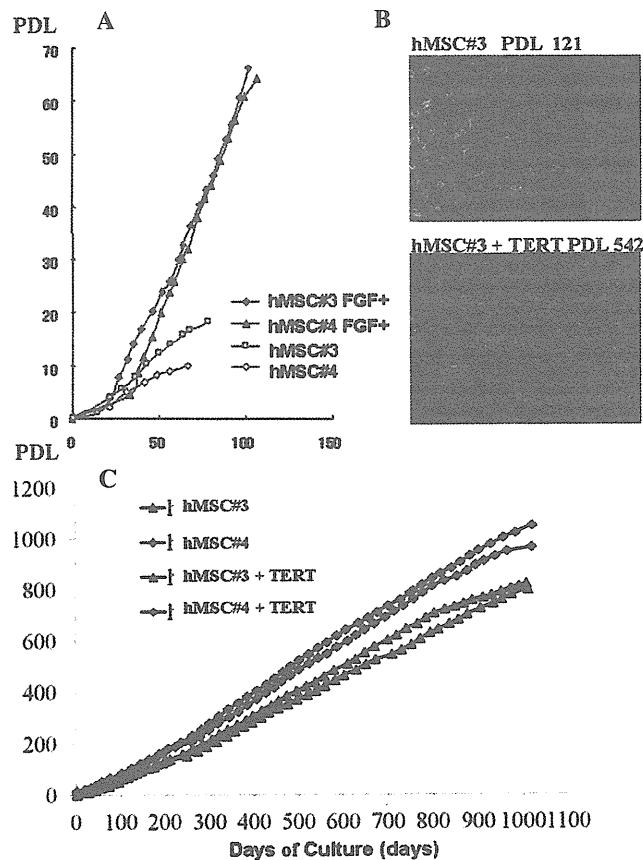 PDL
A
70
60
50
40
30
20
10
0
0
50
100
150
hMSC#3 FGF+
hMSC#4 FGF+
hMSC#3
hMSC#4
B
hMSC#3 PDL 121
hMSC#3 + TERT PDL 542
PDL
C
1200
1000
800
600
400
200
0
hMSC#3
hMSC#4
hMSC#3 + TERT
hMSC#4 + TERT
0 100 200 300 400 500 600 700 800 900 1000 1100
Days of Culture (days)